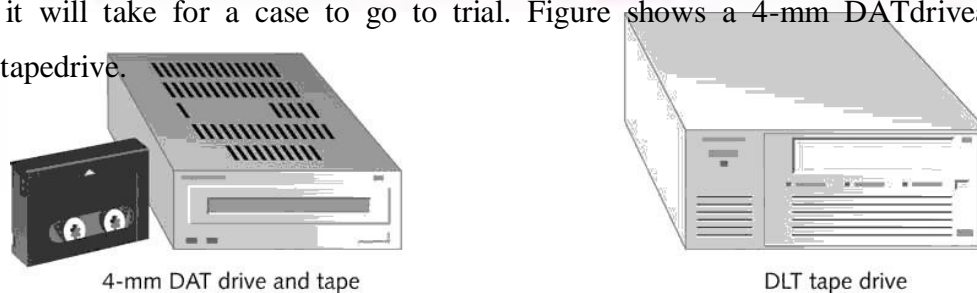 it will take for a case to go to trial. Figure shows a 4-mm DATdrive
tapedrive.
4-mm DAT drive and tape
DLT tape drive